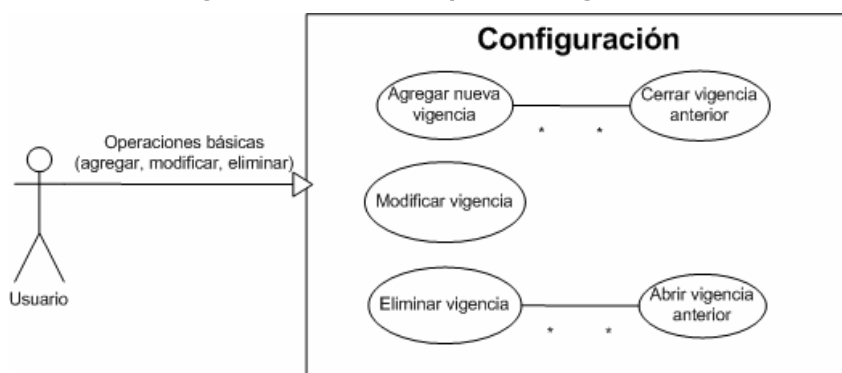 Configuración
Agregar nueva
vigencia
Cerrar vigencia
anterior
* *
Operaciones básicas
(agregar, modificar, eliminar)
Modificar vigencia
Usuario
Eliminar vigencia
Abrir vigencia
anterior
* *